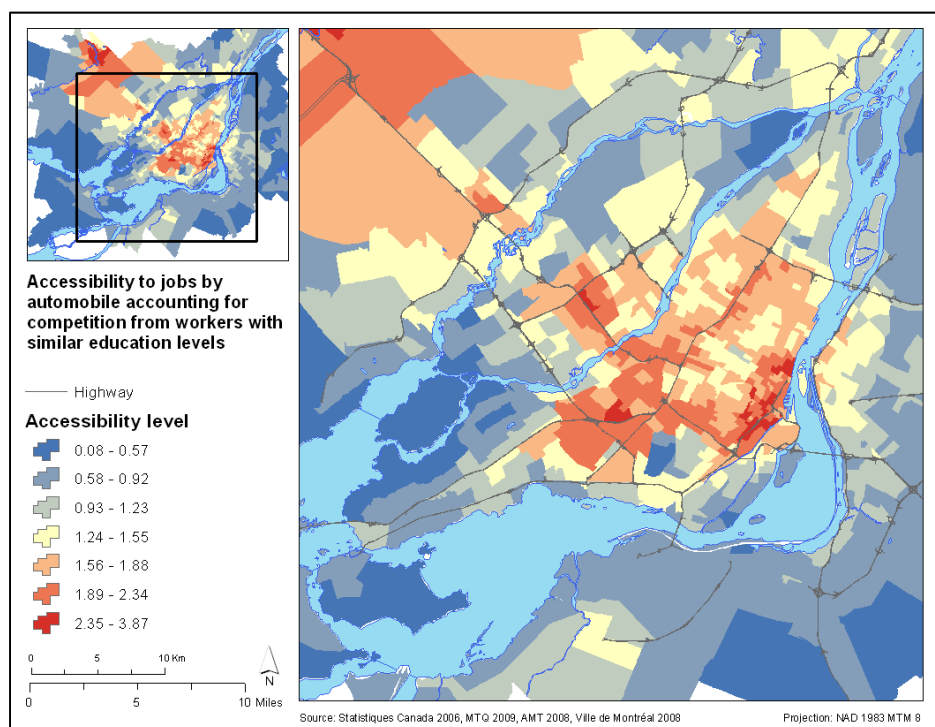 Accessibility to jobs by
automobile accounting for
competition from workers with
similar education levels
Highway
Accessibility level
0.08 - 0.57
0.58 - 0.92
0.93 - 1.23
1.24 - 1.55
1.56 - 1.88
1.89 - 2.34
2.35 - 3.87
0 5 10 Km
N
0 5 10 Miles
Source: Statistiques Canada 2006, MTQ 2009, AMT 2008, Ville de Montréal 2008 Projection: NAD 1983 MTM 8